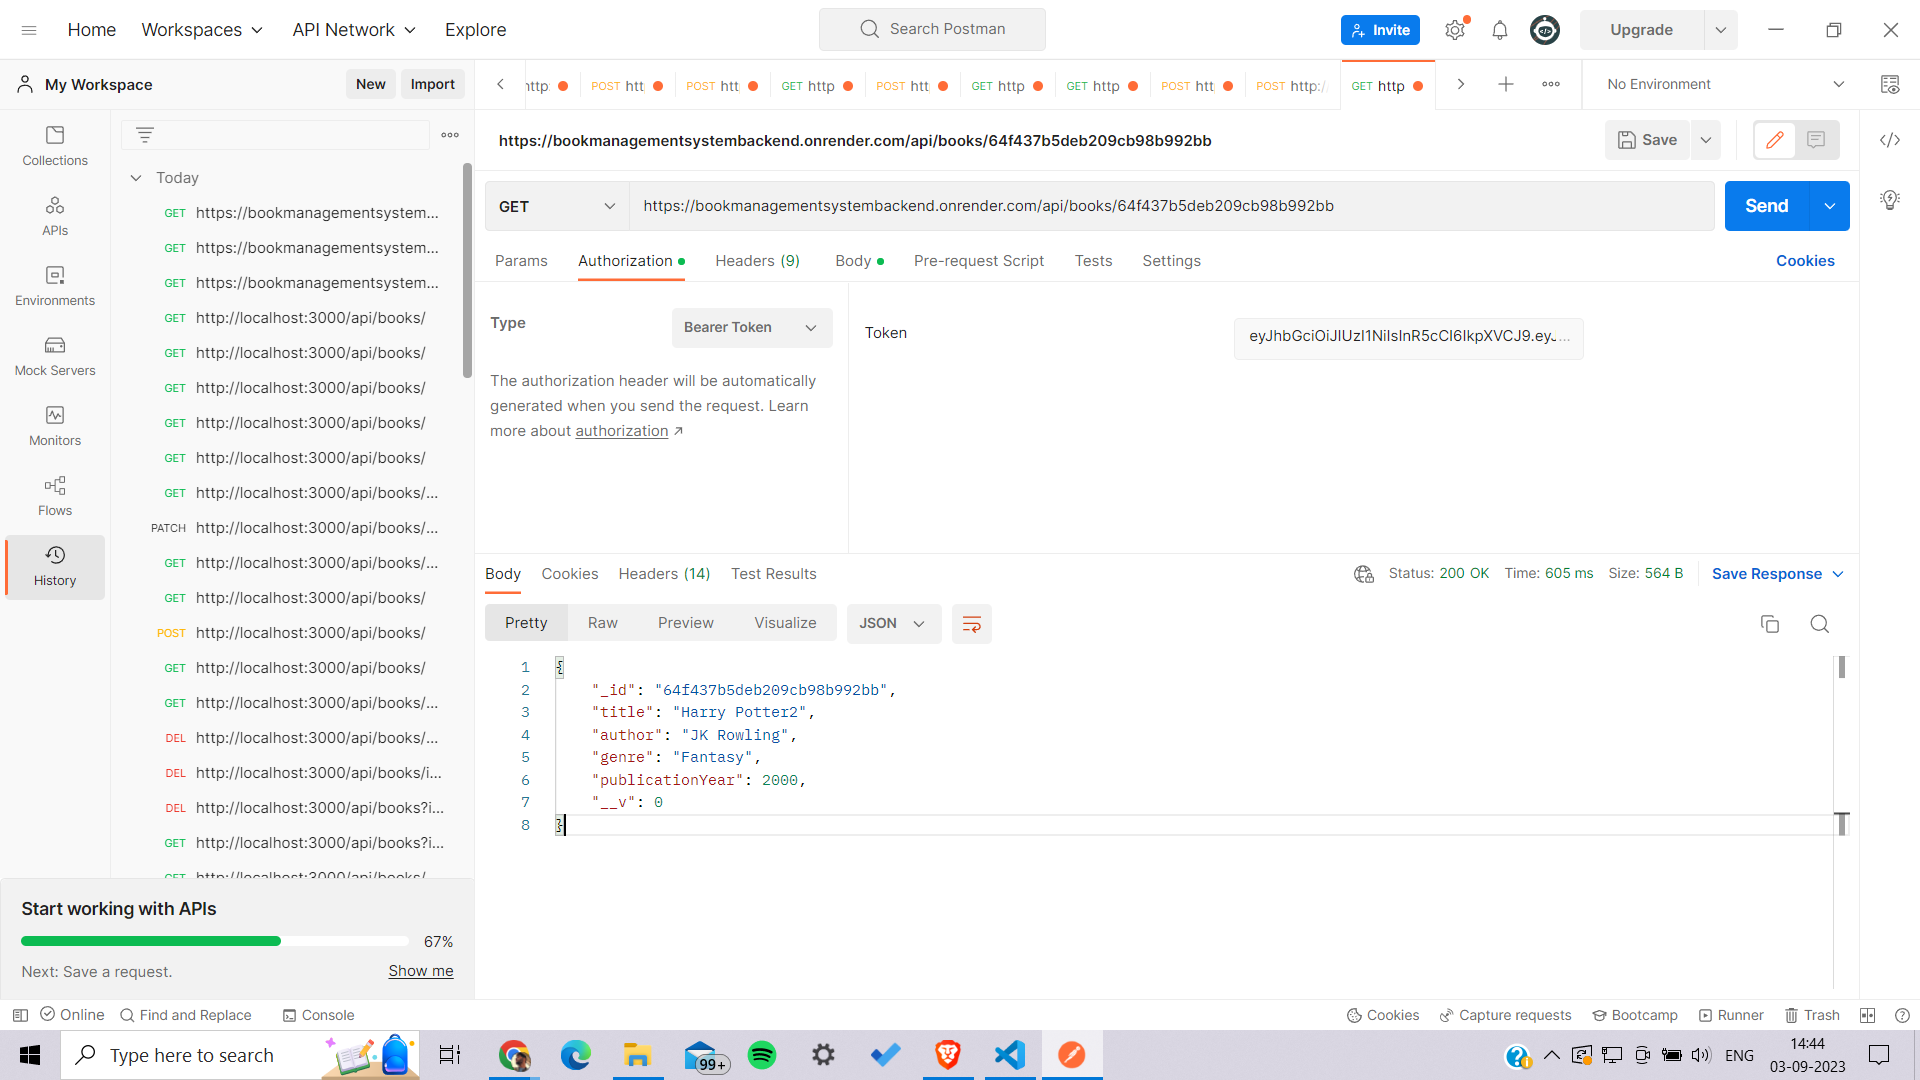 Home Workspaces API Network Explore Search Postman Invite Upgrade
My Workspace New Import
POST POST GET http POST GET http GET http POST POST http:/ GET http No Environment
Collections
APIs
Environments
Mock Servers
Monitors
Flows
History
Today
GET https://bookmanagementsystem...
GET https://bookmanagementsystem...
GET https://bookmanagementsystem...
GET http://localhost:3000/api/books/
GET http://localhost:3000/api/books/
GET http://localhost:3000/api/books/
GET http://localhost:3000/api/books/
GET http://localhost:3000/api/books/
GET http://localhost:3000/api/books/...
PATCH http://localhost:3000/api/books/...
GET http://localhost:3000/api/books/...
GET http://localhost:3000/api/books/
POST http://localhost:3000/api/books/
GET http://localhost:3000/api/books/
GET http://localhost:3000/api/books/...
DEL http://localhost:3000/api/books/...
DEL http://localhost:3000/api/books/i...
DEL http://localhost:3000/api/books?i...
GET http://localhost:3000/api/books?i...
GET http://localhost:3000/api/books/
Start working with APIs
67%
Next: Save a request. Show me
https://bookmanagementsystembackend.onrender.com/api/books/64f437b5deb209cb98b992bb Save
GET https://bookmanagementsystembackend.onrender.com/api/books/64f437b5deb209cb98b992bb Send
Params Authorization Headers (9) Body Pre-request Script Tests Settings Cookies
Type Bearer Token
The authorization header will be automatically
generated when you send the request. Learn
more about authorization ↗
Token eyJhbGciOiJIUzI1NiIsInR5cCI6IkpXVCJ9.eyJ...
Body Cookies Headers (14) Test Results Status: 200 OK Time: 605 ms Size: 564 B Save Response
Pretty Raw Preview Visualize JSON
1 {
2 "_id": "64f437b5deb209cb98b992bb",
3 "title": "Harry Potter2",
4 "author": "JK Rowling",
5 "genre": "Fantasy",
6 "publicationYear": 2000,
7 "__v": 0
8 }
Online Find and Replace Console Cookies Capture requests Bootcamp Runner Trash
Type here to search 99+ ENG 14:44
03-09-2023